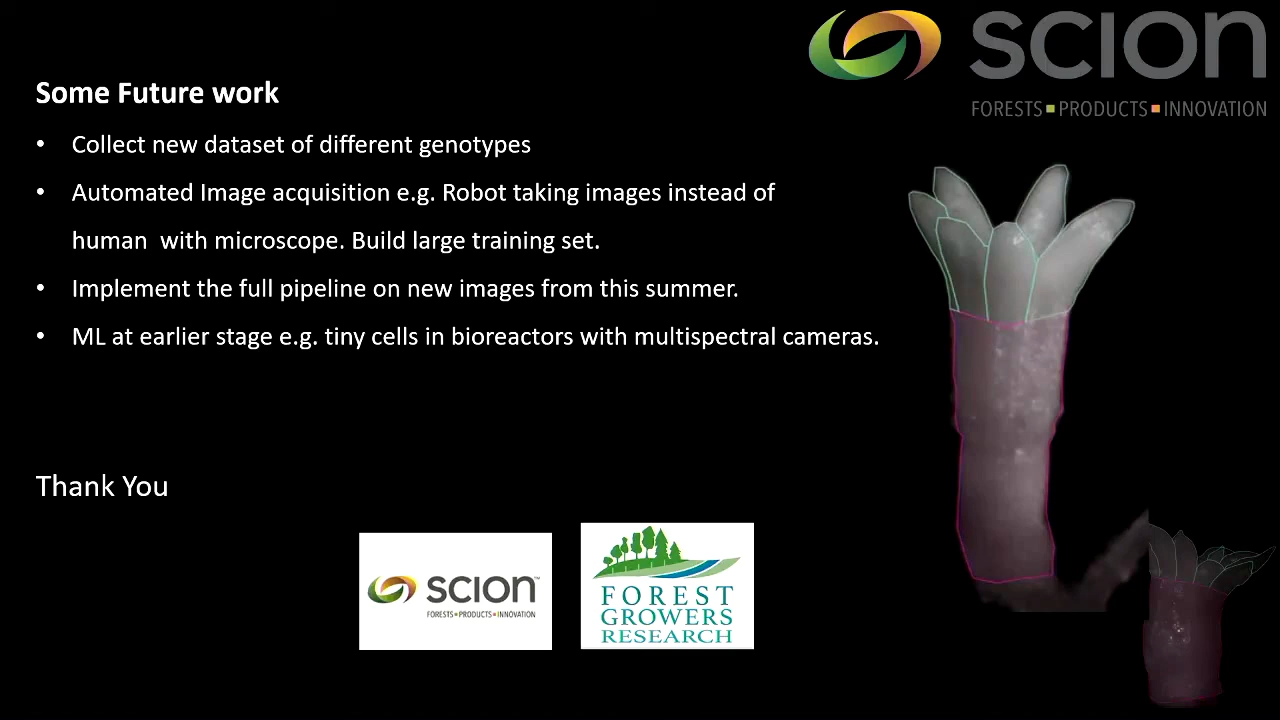 SCION
FORESTS▪PRODUCTS▪INNOVATION
Some Future work
• Collect new dataset of different genotypes
• Automated Image acquisition e.g. Robot taking images instead of
human  with microscope. Build large training set.
• Implement the full pipeline on new images from this summer.
• ML at earlier stage e.g. tiny cells in bioreactors with multispectral cameras.
Thank You
SCION™
FORESTS▪PRODUCTS▪INNOVATION
FOREST
GROWERS
RESEARCH